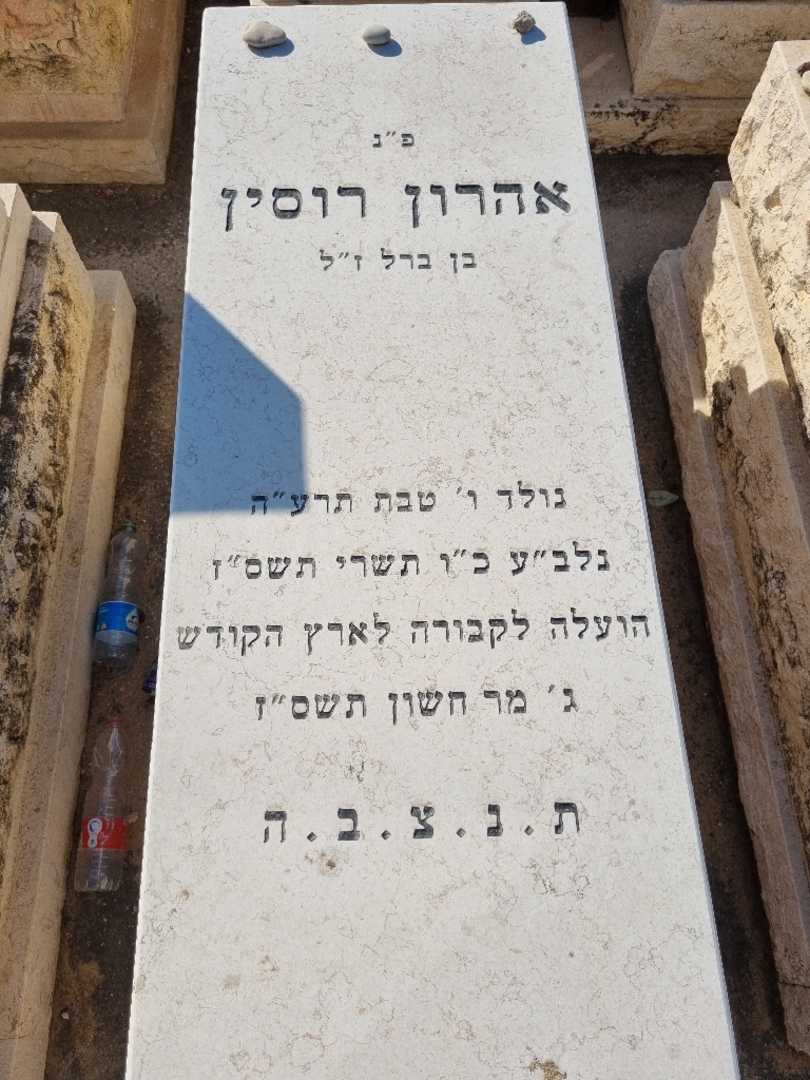 פ״נ
אהרון רוסין
בן ברל ז״ל
נולד ו׳ טבת תרע״ה
נלב״ע כ״ו תשרי תשס״ז
הועלה לקבורה לארץ הקודש
ג׳ מר חשון תשס״ז
ת.נ.צ.ב.ה